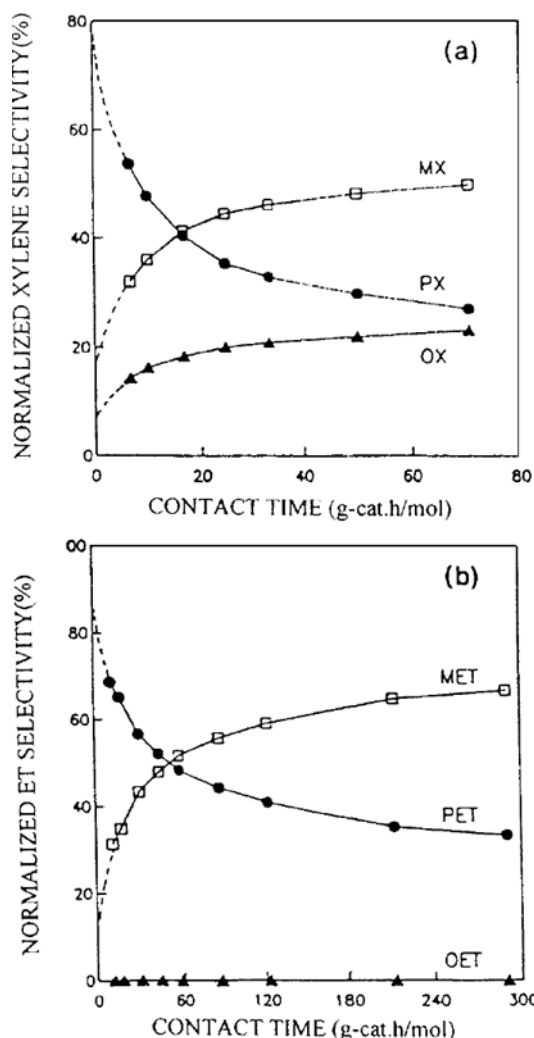 (a)
NORMALIZED XYLENE SELECTIVITY(%)
80
60
40
20
0
MX
PX
OX
0 20 40 60 80
CONTACT TIME (g-cat.h/mol)
(b)
NORMALIZED ET SELECTIVITY(%)
00
80
60
40
20
0
MET
PET
OET
0 60 120 180 240 300
CONTACT TIME (g-cat.h/mol)